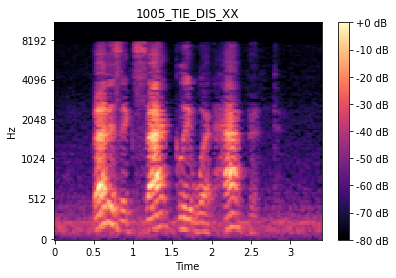 1005_TIE_DIS_XX
8192
4096
2048
1024
512
0
Hz
0
0.5
1
1.5
2
2.5
3
Time
+0 dB
-10 dB
-20 dB
-30 dB
-40 dB
-50 dB
-60 dB
-70 dB
-80 dB